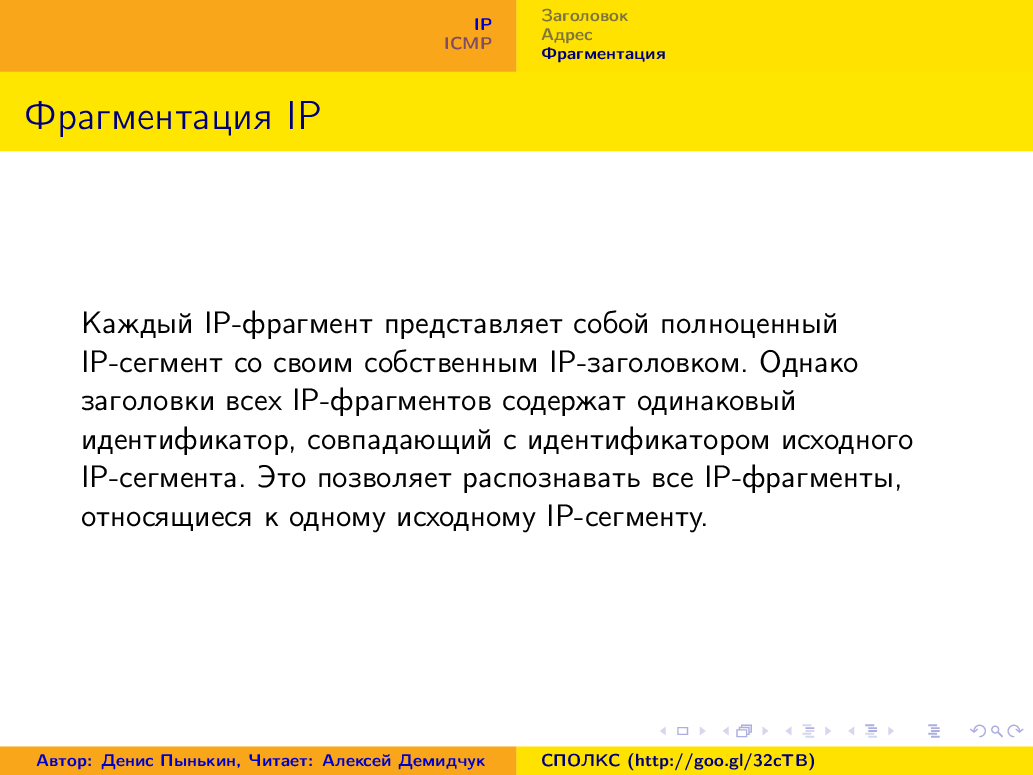 IP
ICMP
Заголовок
Адрес
Фрагментация
Фрагментация IP
Каждый IP-фрагмент представляет собой полноценный
IP-сегмент со своим собственным IP-заголовком. Однако
заголовки всех IP-фрагментов содержат одинаковый
идентификатор, совпадающий с идентификатором исходного
IP-сегмента. Это позволяет распознавать все IP-фрагменты,
относящиеся к одному исходному IP-сегменту.
Автор: Денис Пынькин, Читает: Алексей Демидчук
СПОЛКС (http://goo.gl/32cTB)